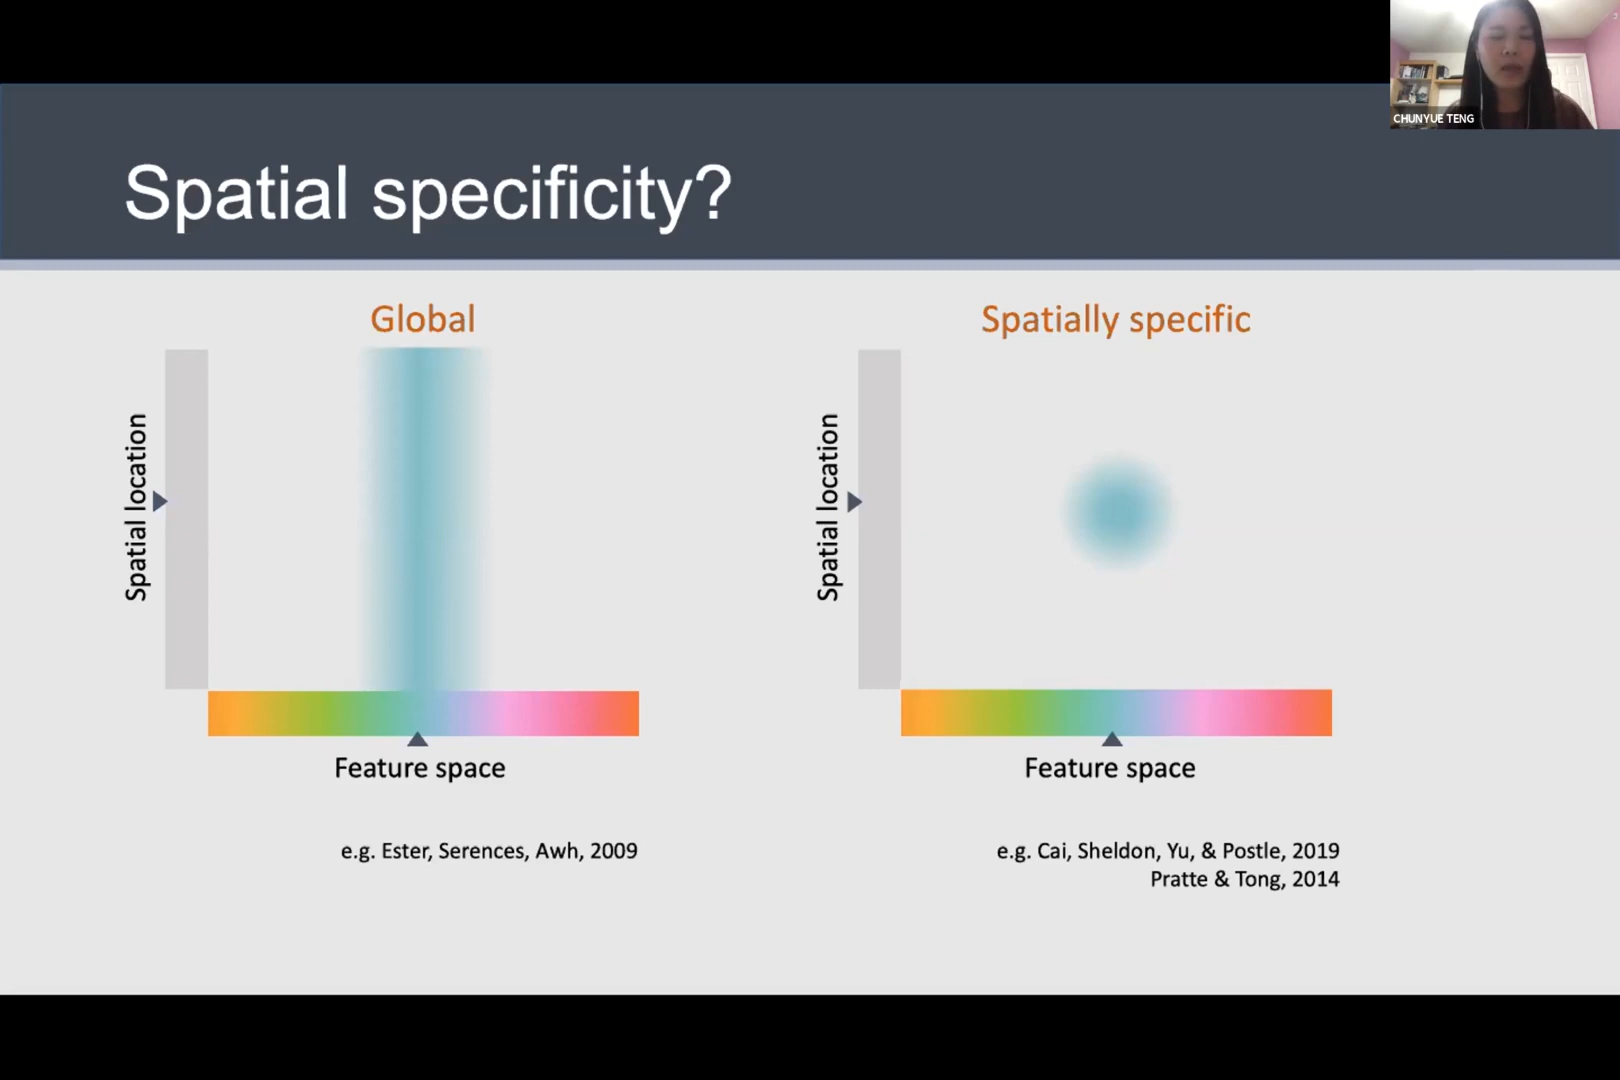 CHUNYUE TENG
Spatial specificity?
Global
Spatial location
Feature space
e.g. Ester, Serences, Awh, 2009
Spatially specific
Spatial location
Feature space
e.g. Cai, Sheldon, Yu, & Postle, 2019
Pratte & Tong, 2014